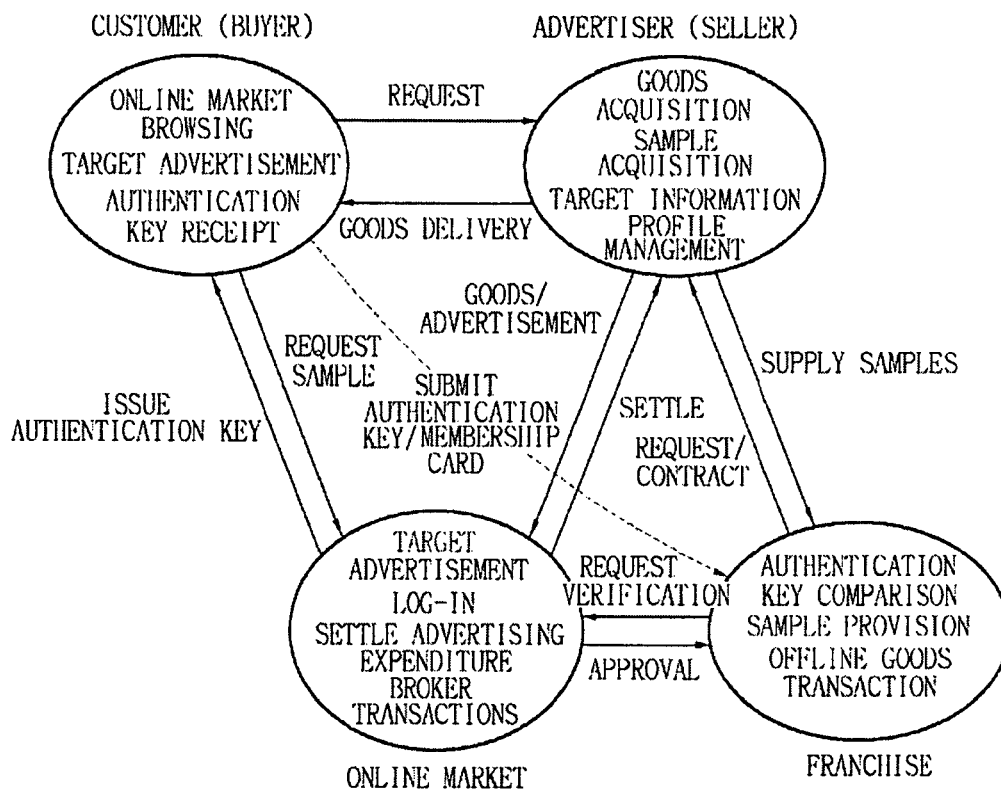 CUSTOMER (BUYER)
ADVERTISER (SELLER)
ONLINE MARKET
BROWSING
TARGET ADVERTISEMENT
AUTHENTICATION
KEY RECEIPT
REQUEST
GOODS DELIVERY
GOODS
ACQUISITION
SAMPLE
ACQUISITION
TARGET INFORMATION
PROFILE
MANAGEMENT
ISSUE
AUTHENTICATION KEY
REQUEST
SAMPLE
GOODS/
ADVERTISEMENT
SUBMIT
AUTHENTICATION
KEY/MEMBERSHIP
CARD
SETTLE
REQUEST/
CONTRACT
SUPPLY SAMPLES
TARGET
ADVERTISEMENT
LOG-IN
SETTLE ADVERTISING
EXPENDITURE
BROKER
TRANSACTIONS
REQUEST
VERIFICATION
APPROVAL
AUTHENTICATION
KEY COMPARISON
SAMPLE PROVISION
OFFLINE GOODS
TRANSACTION
ONLINE MARKET
FRANCHISE